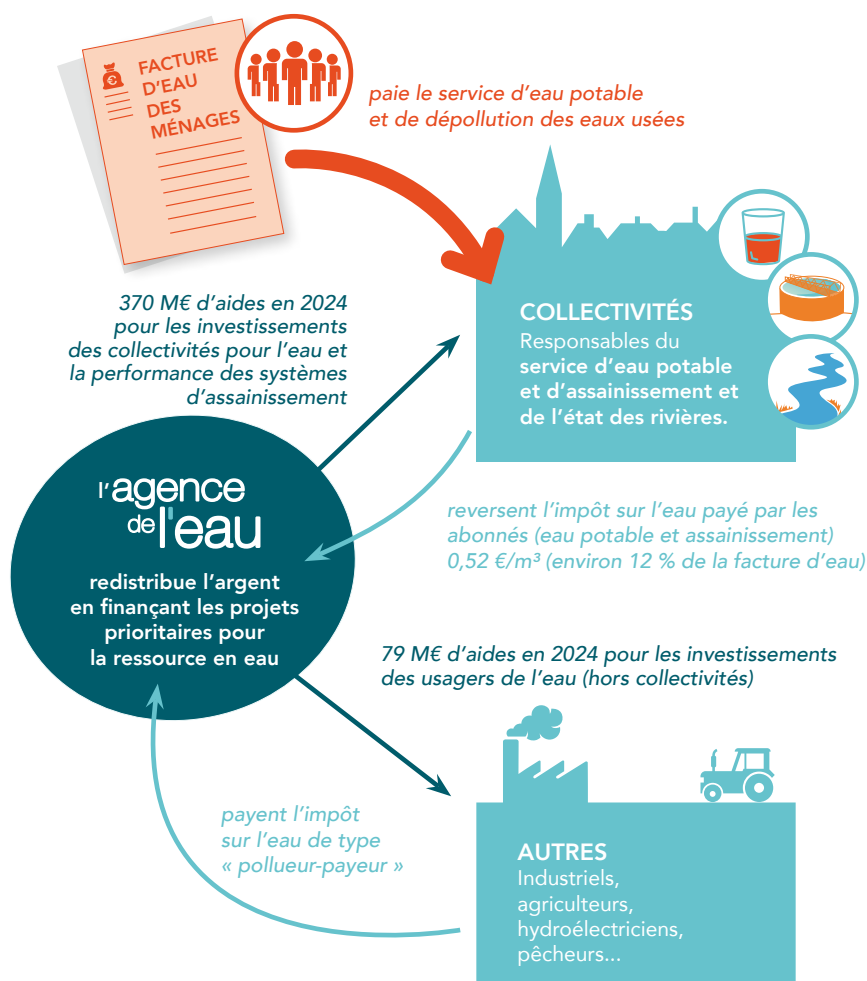 FACTURE
D'EAU
DES
MÉNAGES
€
paie le service d'eau potable
et de dépollution des eaux usées
370 M€ d'aides en 2024
pour les investissements
des collectivités pour l'eau et
la performance des systèmes
d'assainissement
COLLECTIVITÉS
Responsables du
service d'eau potable
et d'assainissement et
de l'état des rivières.
l'agence
de l'eau
redistribue l'argent
en finançant les projets
prioritaires pour
la ressource en eau
reversent l'impôt sur l'eau payé par les
abonnés (eau potable et assainissement)
0,52 €/m³ (environ 12 % de la facture d'eau)
79 M€ d'aides en 2024 pour les investissements
des usagers de l'eau (hors collectivités)
payent l'impôt
sur l'eau de type
« pollueur-payeur »
AUTRES
Industriels,
agriculteurs,
hydroélectriciens,
pêcheurs...